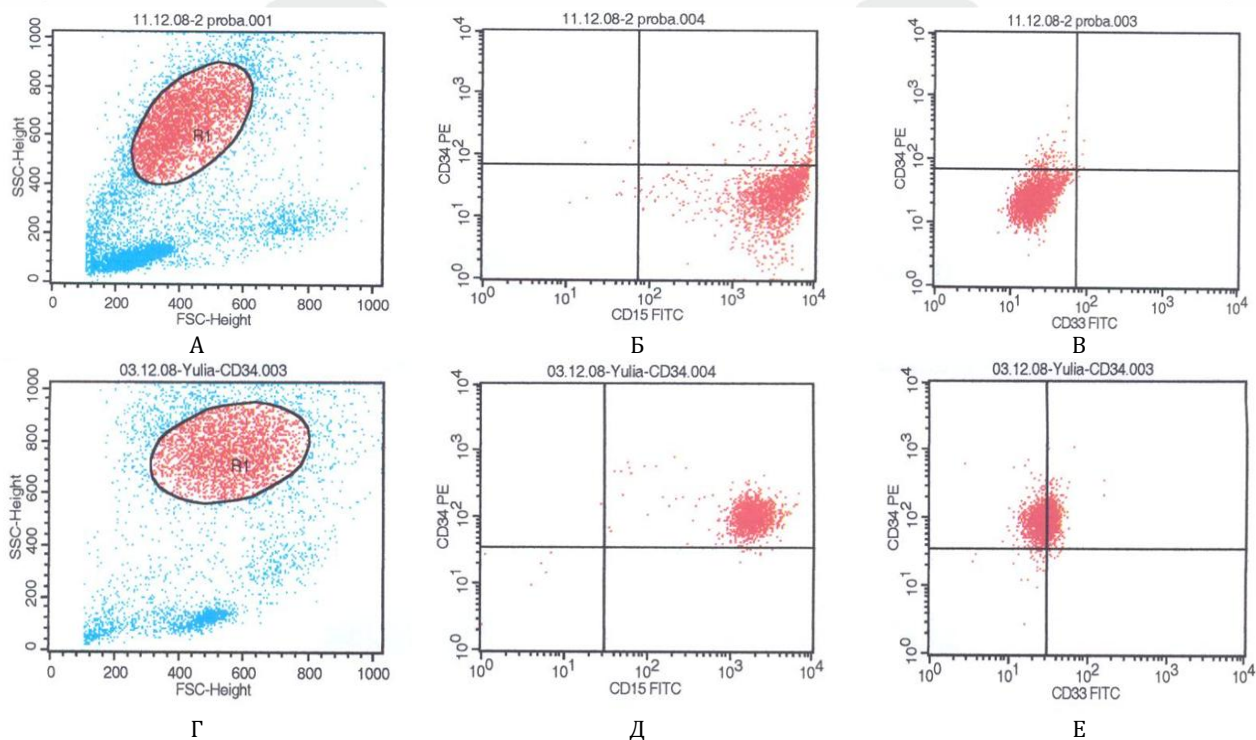 11.12.08-2 proba.001
1000
800
600
400
200
0
SSC-Height
R1
0 200 400 600 800 1000
FSC-Height
А
11.12.08-2 proba.004
10^4
10^3
10^2
10^1
10^0
CD34 PE
10^0 10^1 10^2 10^3 10^4
CD15 FITC
Б
11.12.08-2 proba.003
10^4
10^3
10^2
10^1
10^0
CD34 PE
10^0 10^1 10^2 10^3 10^4
CD33 FITC
В
03.12.08-Yulia-CD34.003
1000
800
600
400
200
0
SSC-Height
R1
0 200 400 600 800 1000
FSC-Height
Г
03.12.08-Yulia-CD34.004
10^4
10^3
10^2
10^1
10^0
CD34 PE
10^0 10^1 10^2 10^3 10^4
CD15 FITC
Д
03.12.08-Yulia-CD34.003
10^4
10^3
10^2
10^1
10^0
CD34 PE
10^0 10^1 10^2 10^3 10^4
CD33 FITC
Е